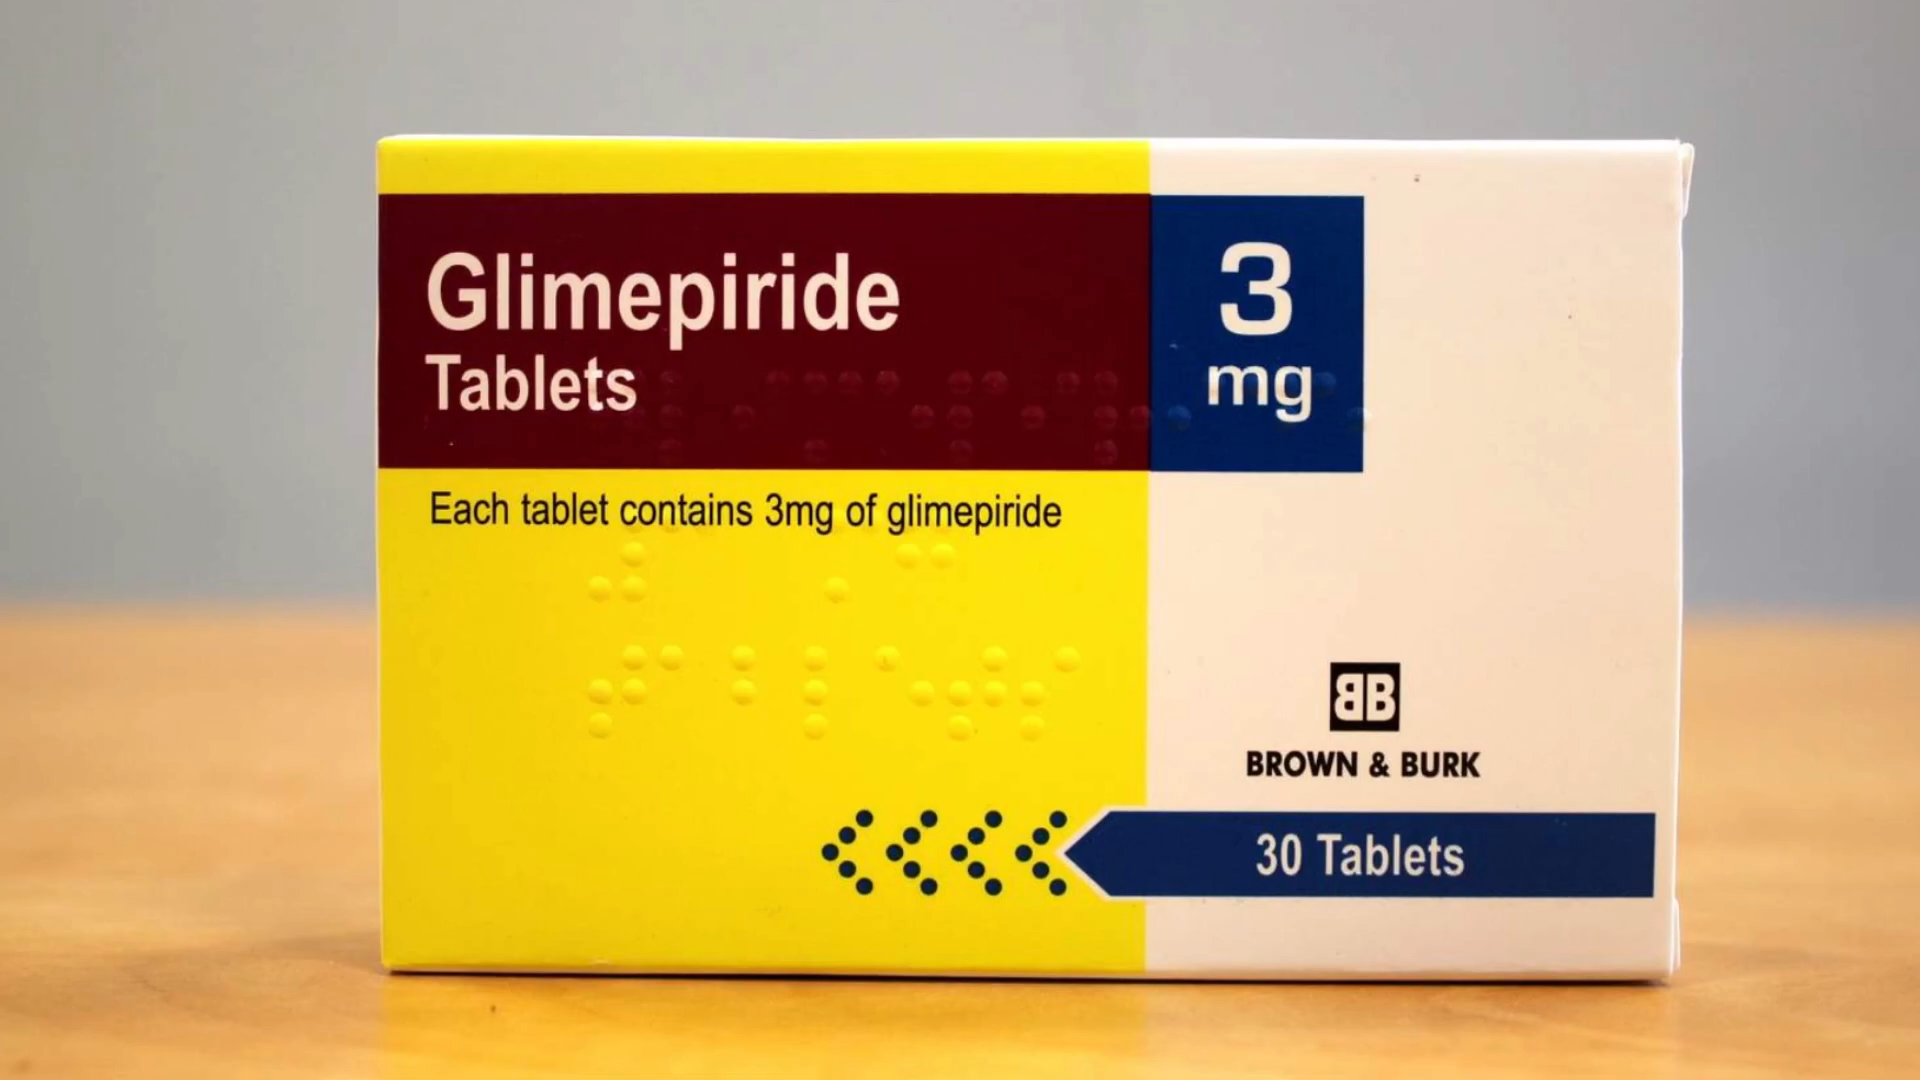 Glimepiride
Tablets
3
mg
Each tablet contains 3mg of glimepiride
BB
BROWN & BURK
30 Tablets